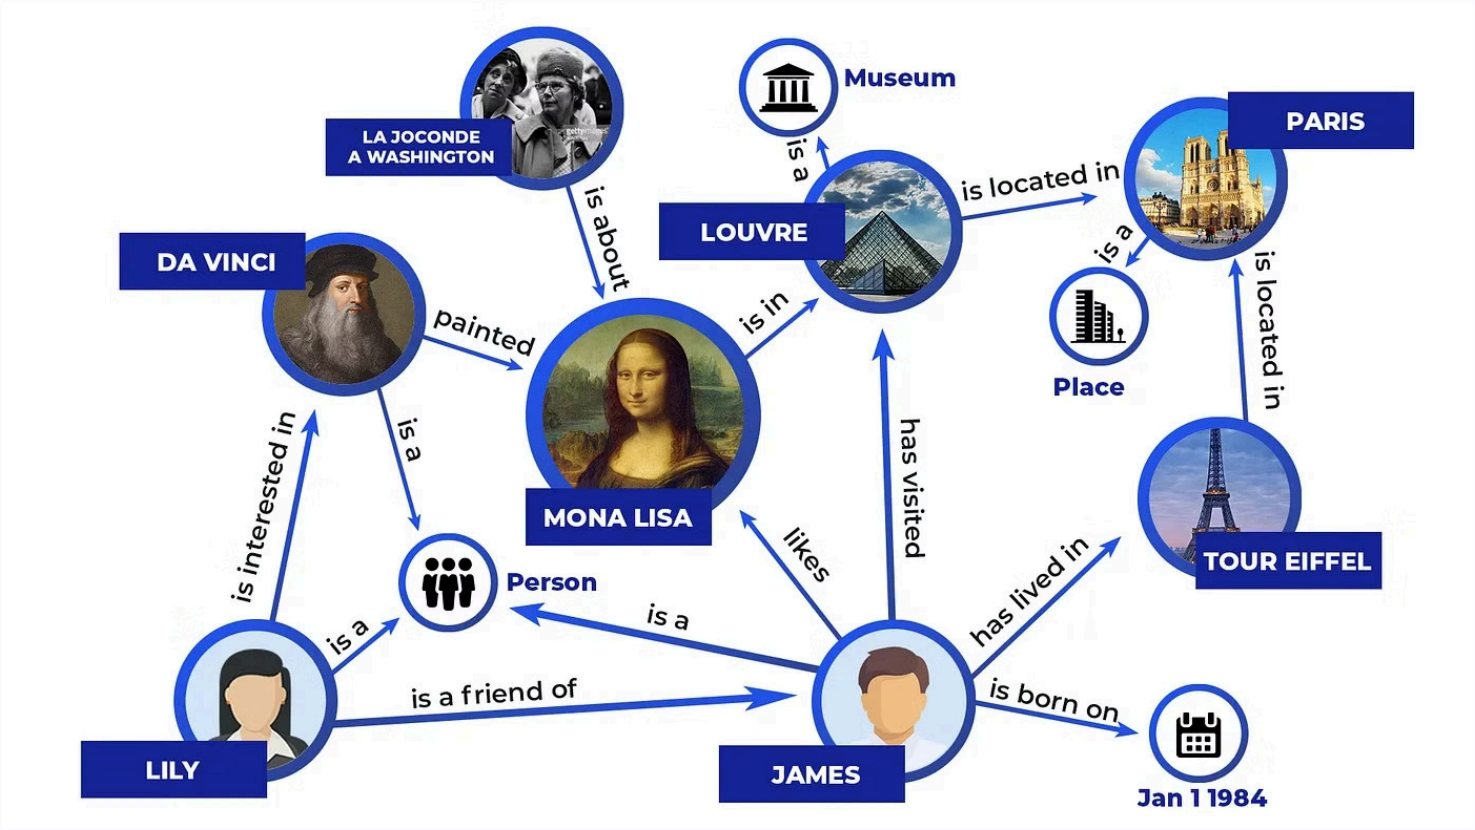 Museum
PARIS
LA JOCONDE
A WASHINGTON
gettyimages
is a
is located in
is about
LOUVRE
is a
DA VINCI
is located in
painted
is in
Place
is interested in
is a
has visited
MONA LISA
likes
TOUR EIFFEL
Person
has lived in
is a
is a
is a friend of
is born on
LILY
JAMES
Jan 1 1984